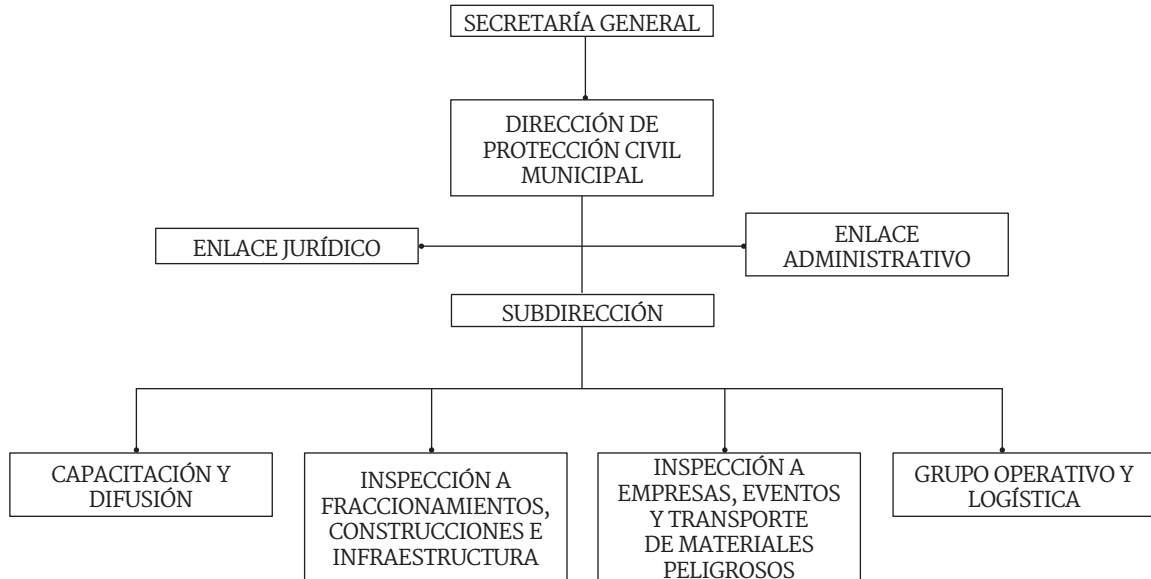 SECRETARÍA GENERAL
DIRECCIÓN DE
PROTECCIÓN CIVIL
MUNICIPAL
ENLACE JURÍDICO
ENLACE
ADMINISTRATIVO
SUBDIRECCIÓN
CAPACITACIÓN Y
DIFUSIÓN
INSPECCIÓN A
FRACCIONAMIENTOS,
CONSTRUCCIONES E
INFRAESTRUCTURA
INSPECCIÓN A
EMPRESAS, EVENTOS
Y TRANSPORTE
DE MATERIALES
PELIGROSOS
GRUPO OPERATIVO Y
LOGÍSTICA